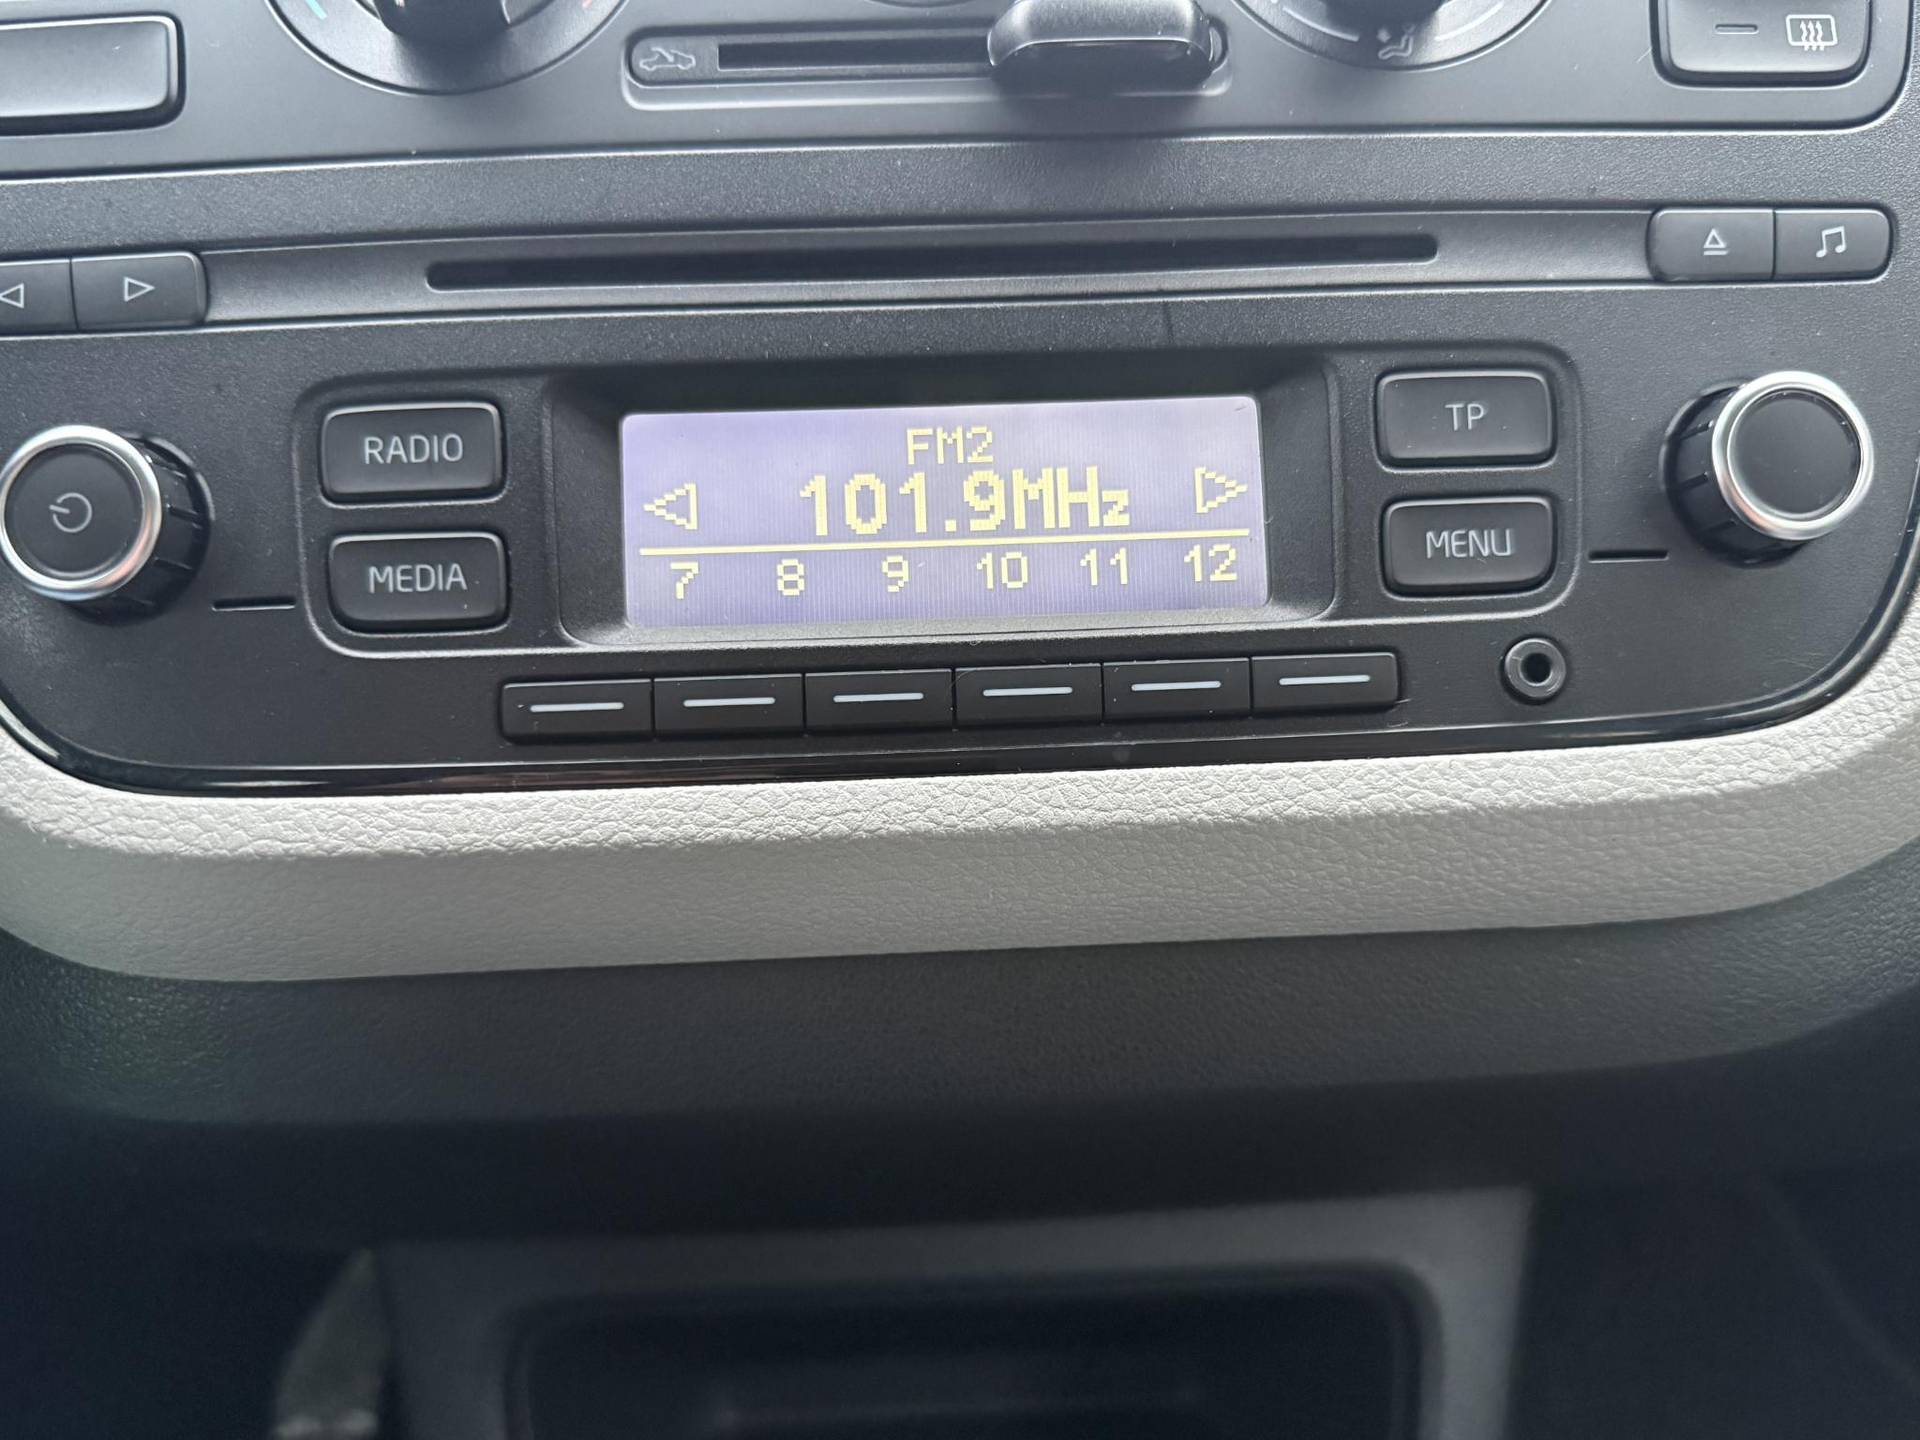 RADIO
MEDIA
FM2
101.9MHz
7 8 9 10 11 12
TP
MENU